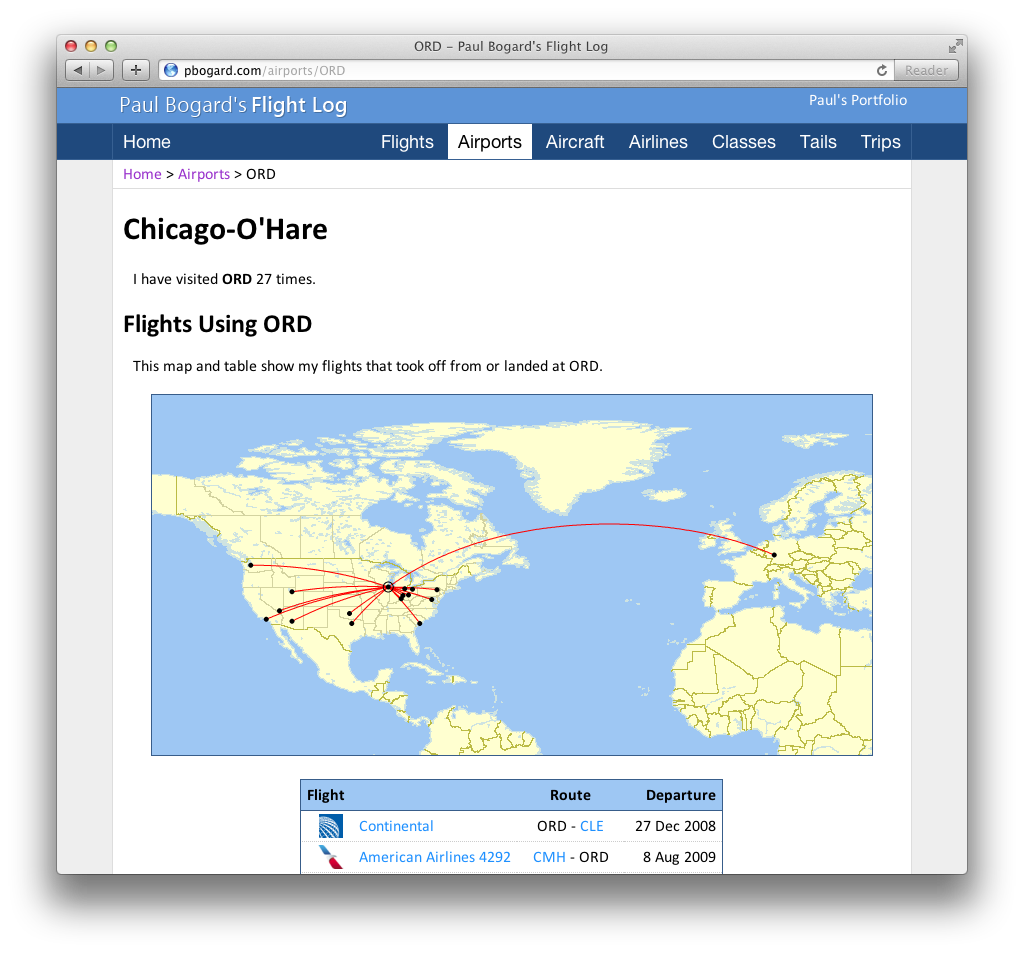 ORD – Paul Bogard's Flight Log
pbogard.com/airports/ORD
Reader
Paul Bogard's Flight Log
Paul's Portfolio
Home Flights Airports Aircraft Airlines Classes Tails Trips
Home > Airports > ORD
Chicago-O'Hare
I have visited ORD 27 times.
Flights Using ORD
This map and table show my flights that took off from or landed at ORD.
Flight Route Departure
Continental ORD - CLE 27 Dec 2008
American Airlines 4292 CMH - ORD 8 Aug 2009